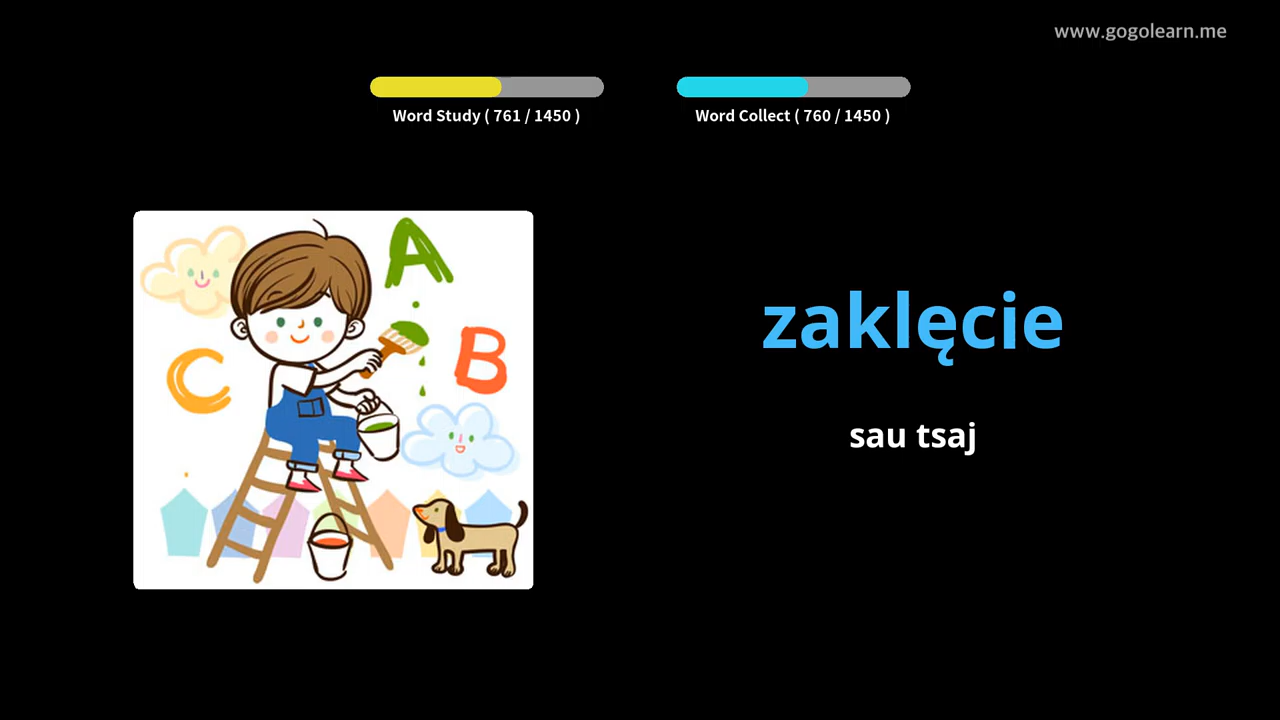 www.gogolearn.me
Word Study ( 761 / 1450 )
Word Collect ( 760 / 1450 )
A
B
C
zaklęcie
sau tsaj